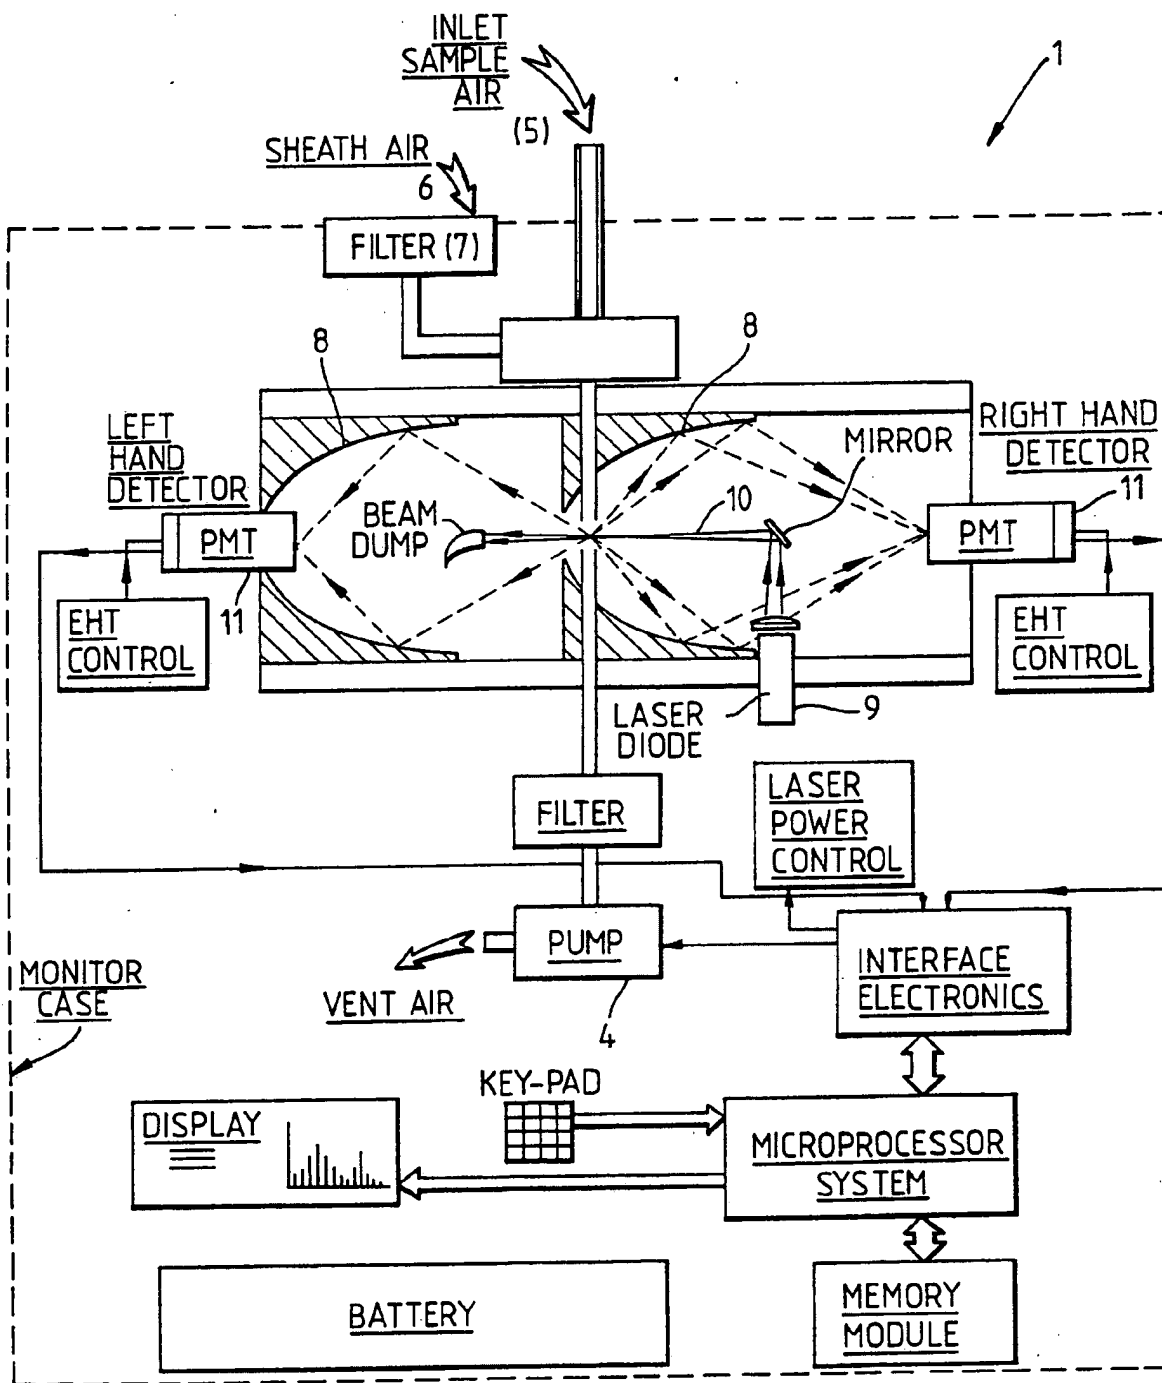 INLET
SAMPLE
AIR
(5)
1
SHEATH AIR
6
FILTER (7)
8
8
LEFT
HAND
DETECTOR
RIGHT HAND
DETECTOR
MIRROR
11
10
BEAM
DUMP
PMT
PMT
11
EHT
CONTROL
EHT
CONTROL
LASER
DIODE
9
FILTER
LASER
POWER
CONTROL
PUMP
VENT AIR
4
INTERFACE
ELECTRONICS
MONITOR
CASE
KEY-PAD
DISPLAY
MICROPROCESSOR
SYSTEM
BATTERY
MEMORY
MODULE